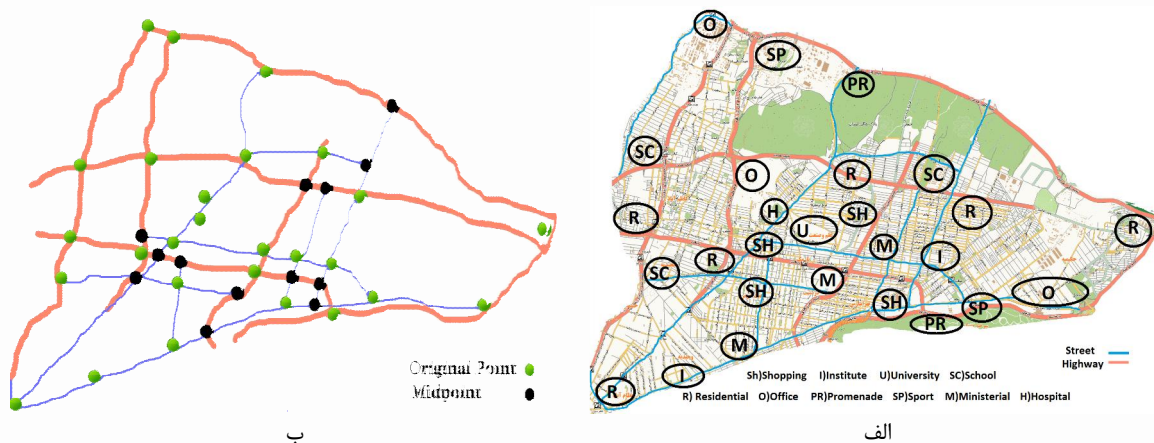 Original Point
Midpoint
ب
O
SP
PR
SC
O
R
SC
R
H
U
SH
R
R
SH
M
I
R
SC
SH
M
SH
SP
O
PR
M
R
I
Street
Highway
Sh)Shopping I)Institute U)University SC)School
R) Residential O)Office PR)Promenade SP)Sport M)Ministerial H)Hospital
الف